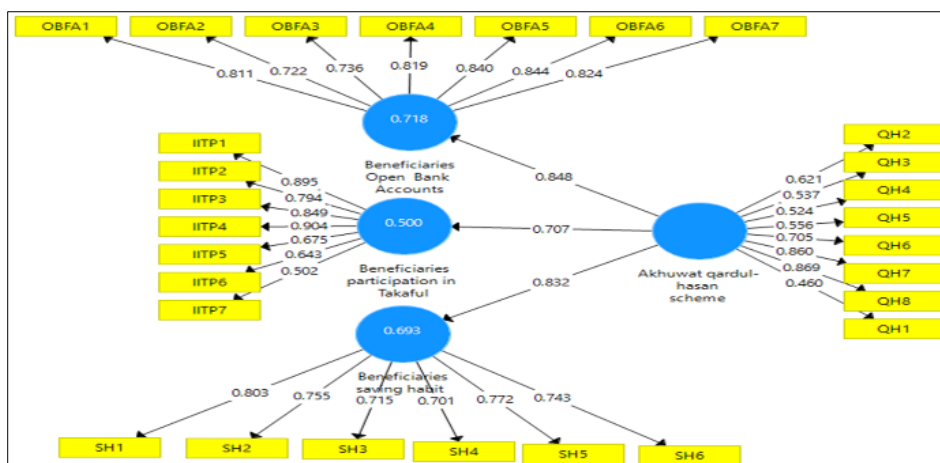 OBFA1 OBFA2 OBFA3 OBFA4 OBFA5 OBFA6 OBFA7
0.811 0.722 0.736 0.819 0.840 0.844 0.824
0.718
Beneficiaries
Open Bank
Accounts
IITP1
IITP2
IITP3
IITP4
IITP5
IITP6
IITP7
0.895
0.794
0.849
0.904
0.675
0.643
0.502
0.500
Beneficiaries
participation in
Takaful
0.848
0.707
0.832
Akhuwat qardul-
hasan
scheme
0.621
0.537
0.524
0.556
0.705
0.860
0.869
0.460
QH2
QH3
QH4
QH5
QH6
QH7
QH8
QH1
0.693
Beneficiaries
saving habit
0.803 0.755 0.715 0.701 0.772 0.743
SH1 SH2 SH3 SH4 SH5 SH6